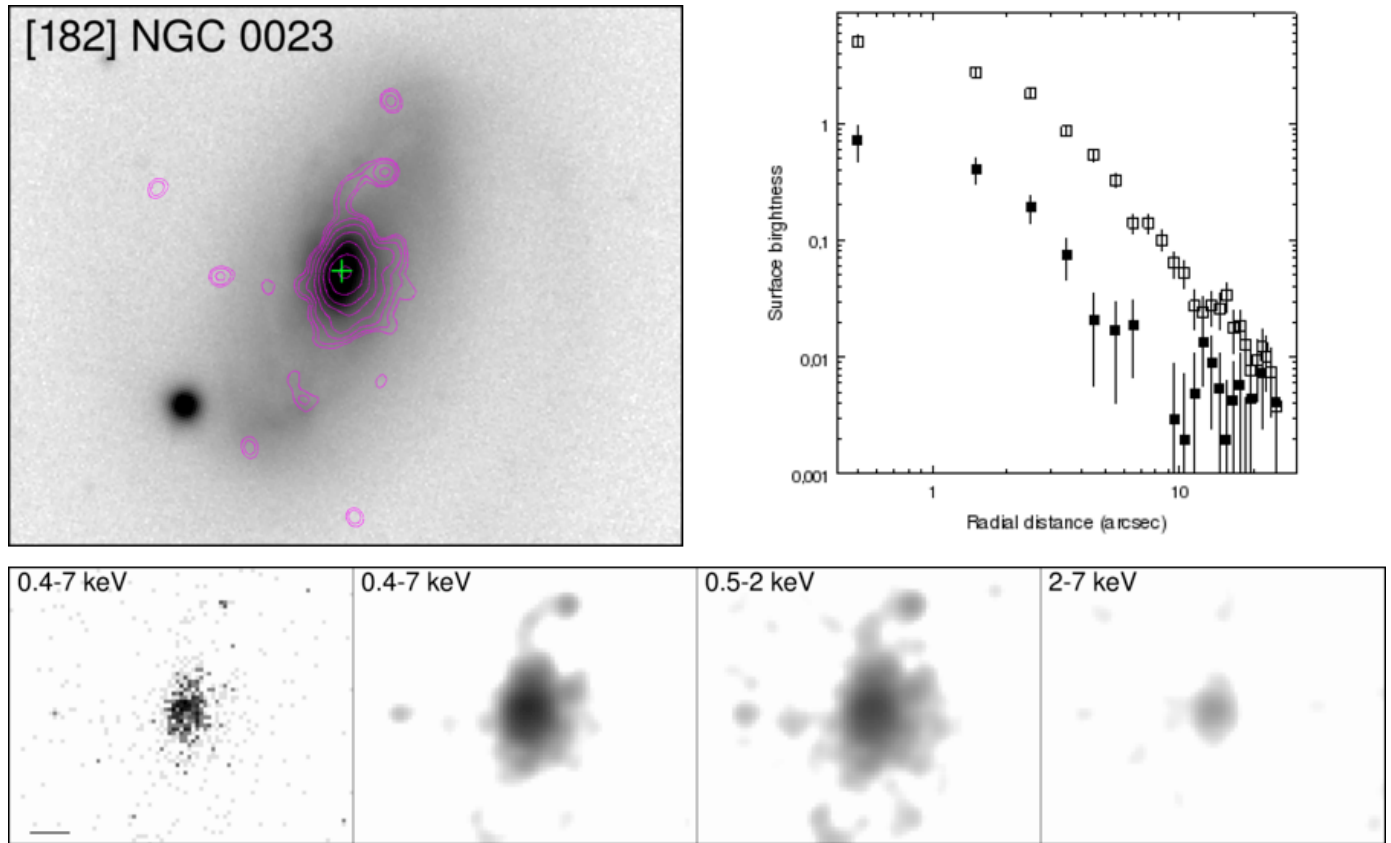 [182] NGC 0023
Surface birghtness
1
0,1
0,01
0,001
1
10
Radial distance (arcsec)
0.4-7 keV
0.4-7 keV
0.5-2 keV
2-7 keV